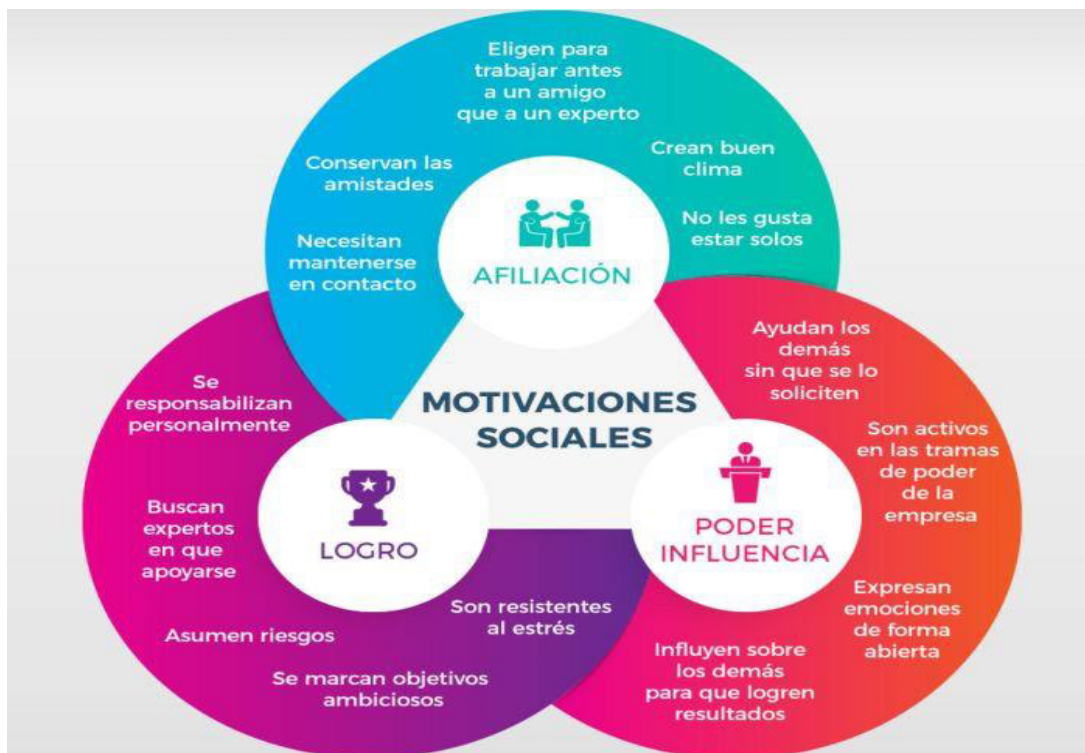 Eligen para
trabajar antes
a un amigo
que a un experto
Conservan las
amistades
Crean buen
clima
Necesitan
mantenerse
en contacto
No les gusta
estar solos
AFILIACIÓN
MOTIVACIONES
SOCIALES
Ayudan los
demás
sin que se lo
soliciten
Son activos
en las tramas
de poder
de la
empresa
PODER
INFLUENCIA
Expresan
emociones
de forma
abierta
Influyen sobre
los demás
para que logren
resultados
Se
responsabilizan
personalmente
Buscan
expertos
en que
apoyarse
LOGRO
Asumen riesgos
Son resistentes
al estrés
Se marcan objetivos
ambiciosos